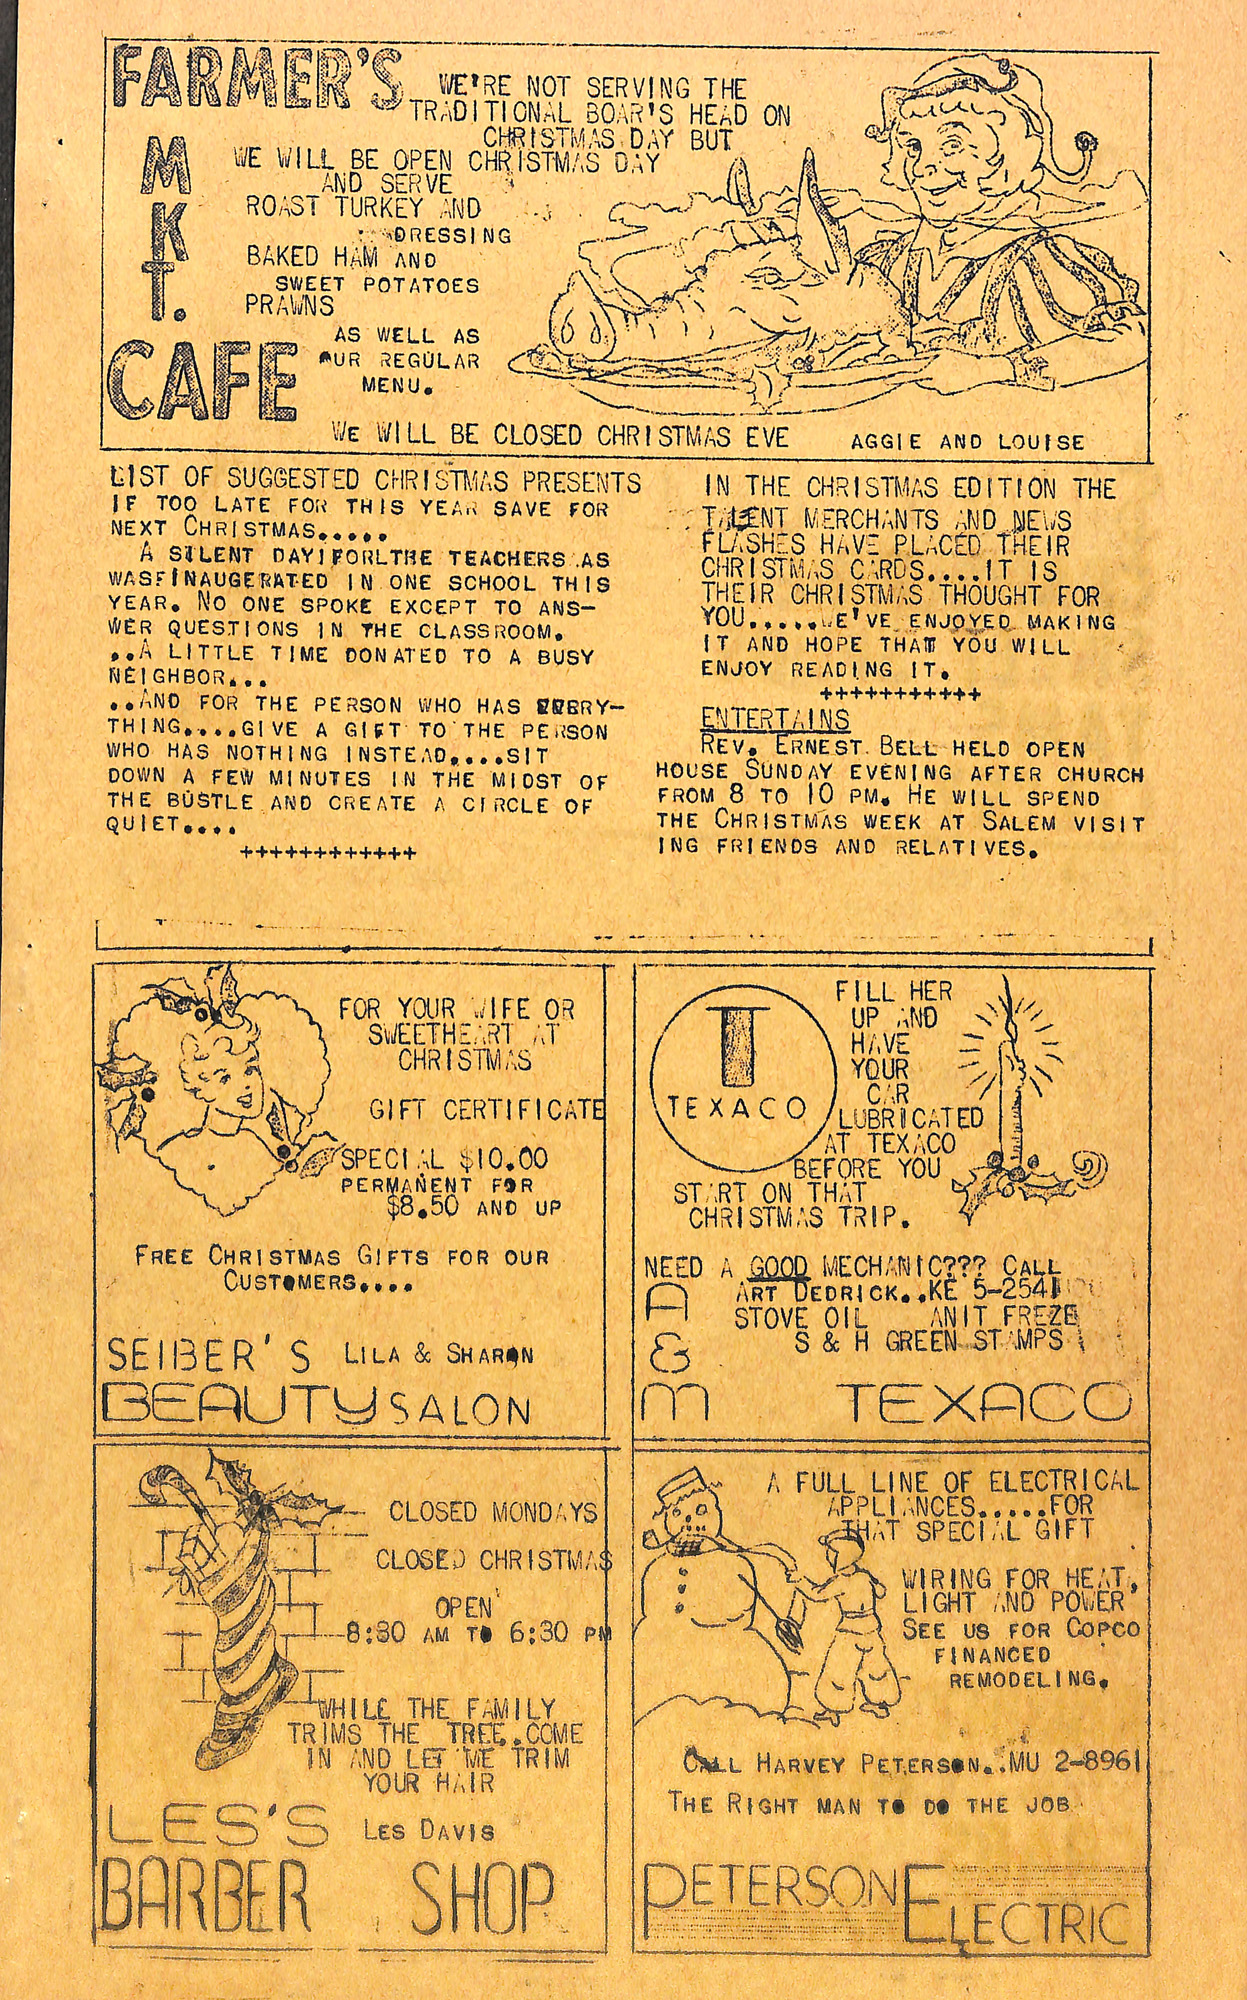 FARMER'S
MKT.
CAFE
WE'RE NOT SERVING THE
TRADITIONAL BOAR'S HEAD ON
CHRISTMAS DAY BUT
WE WILL BE OPEN CHRISTMAS DAY
AND SERVE
ROAST TURKEY AND
DRESSING
BAKED HAM AND
SWEET POTATOES
PRAWNS
AS WELL AS
OUR REGULAR
MENU.
WE WILL BE CLOSED CHRISTMAS EVE AGGIE AND LOUISE
LIST OF SUGGESTED CHRISTMAS PRESENTS
IF TOO LATE FOR THIS YEAR SAVE FOR
NEXT CHRISTMAS.....
A SILENT DAY FOR THE TEACHERS AS
WAS INAUGERATED IN ONE SCHOOL THIS
YEAR. NO ONE SPOKE EXCEPT TO ANS-
WER QUESTIONS IN THE CLASSROOM.
..A LITTLE TIME DONATED TO A BUSY
NEIGHBOR...
..AND FOR THE PERSON WHO HAS EVERY-
THING....GIVE A GIFT TO THE PERSON
WHO HAS NOTHING INSTEAD....SIT
DOWN A FEW MINUTES IN THE MIDST OF
THE BUSTLE AND CREATE A CIRCLE OF
QUIET....
++++++++++++
IN THE CHRISTMAS EDITION THE
TALENT MERCHANTS AND NEWS
FLASHES HAVE PLACED THEIR
CHRISTMAS CARDS....IT IS
THEIR CHRISTMAS THOUGHT FOR
YOU.....WE'VE ENJOYED MAKING
IT AND HOPE THAT YOU WILL
ENJOY READING IT.
+++++++++++
ENTERTAINS
REV. ERNEST BELL HELD OPEN
HOUSE SUNDAY EVENING AFTER CHURCH
FROM 8 TO 10 PM. HE WILL SPEND
THE CHRISTMAS WEEK AT SALEM VISIT
ING FRIENDS AND RELATIVES.
FOR YOUR WIFE OR
SWEETHEART AT
CHRISTMAS
GIFT CERTIFICATE
SPECIAL $10.00
PERMANENT FOR
$8.50 AND UP
FREE CHRISTMAS GIFTS FOR OUR
CUSTOMERS....
SEIBER'S LILA & SHARON
BEAUTY SALON
T
TEXACO
FILL HER
UP AND
HAVE
YOUR
CAR
LUBRICATED
AT TEXACO
BEFORE YOU
START ON THAT
CHRISTMAS TRIP.
NEED A GOOD MECHANIC??? CALL
ART DEDRICK..KE 5-2541
STOVE OIL ANIT FREZE
S & H GREEN STAMPS
A & M TEXACO
CLOSED MONDAYS
CLOSED CHRISTMAS
OPEN
8:30 AM TO 6:30 PM
WHILE THE FAMILY
TRIMS THE TREE..COME
IN AND LET ME TRIM
YOUR HAIR
LES'S LES DAVIS
BARBER SHOP
A FULL LINE OF ELECTRICAL
APPLIANCES.....FOR
THAT SPECIAL GIFT
WIRING FOR HEAT,
LIGHT AND POWER
SEE US FOR COPCO
FINANCED
REMODELING.
CALL HARVEY PETERSON..MU 2-8961
THE RIGHT MAN TO DO THE JOB
PETERSON ELECTRIC